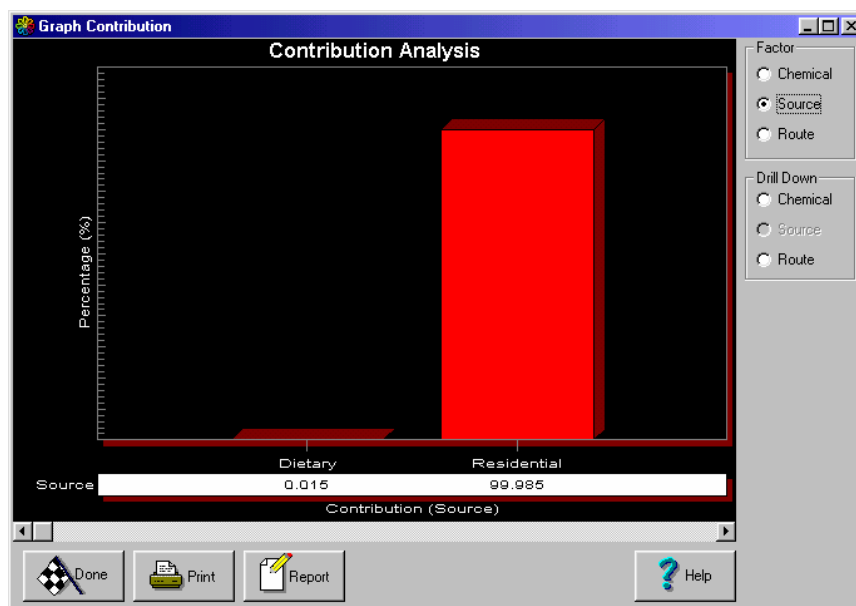 Graph Contribution
Contribution Analysis
Percentage (%)
Dietary Residential
Source 0.015 99.985
Contribution (Source)
Factor
Chemical
Source
Route
Drill Down
Chemical
Source
Route
Done Print Report Help